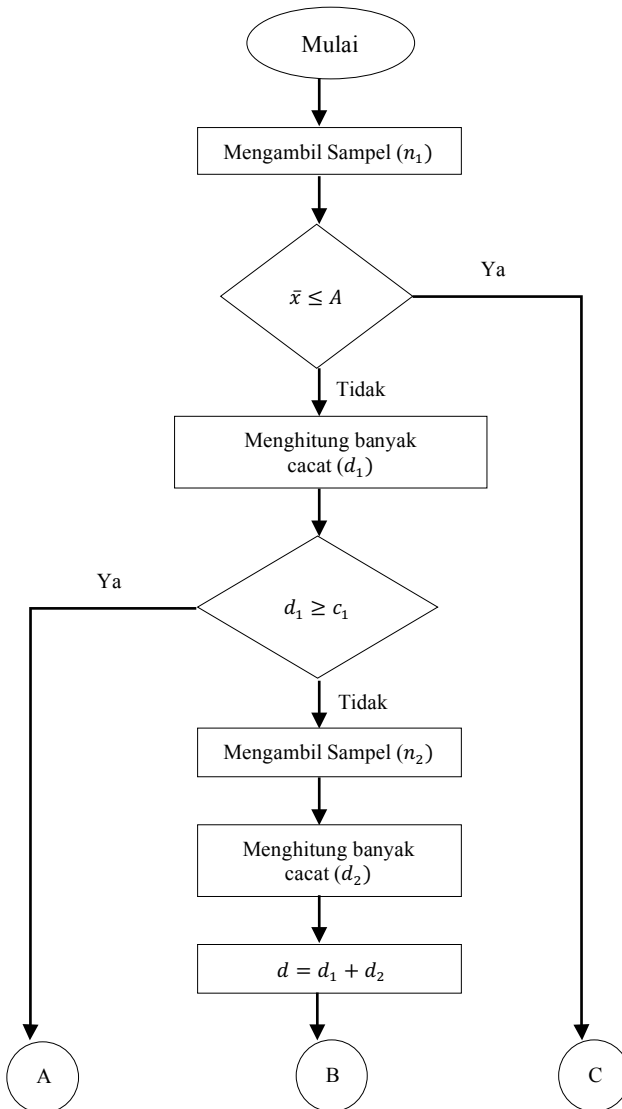 Mulai
Mengambil Sampel (𝑛₁)
Ya
𝑥̄ ≤ 𝐴
Tidak
Menghitung banyak
cacat (𝑑₁)
Ya
𝑑₁ ≥ 𝑐₁
Tidak
Mengambil Sampel (𝑛₂)
Menghitung banyak
cacat (𝑑₂)
𝑑 = 𝑑₁ + 𝑑₂
A
B
C